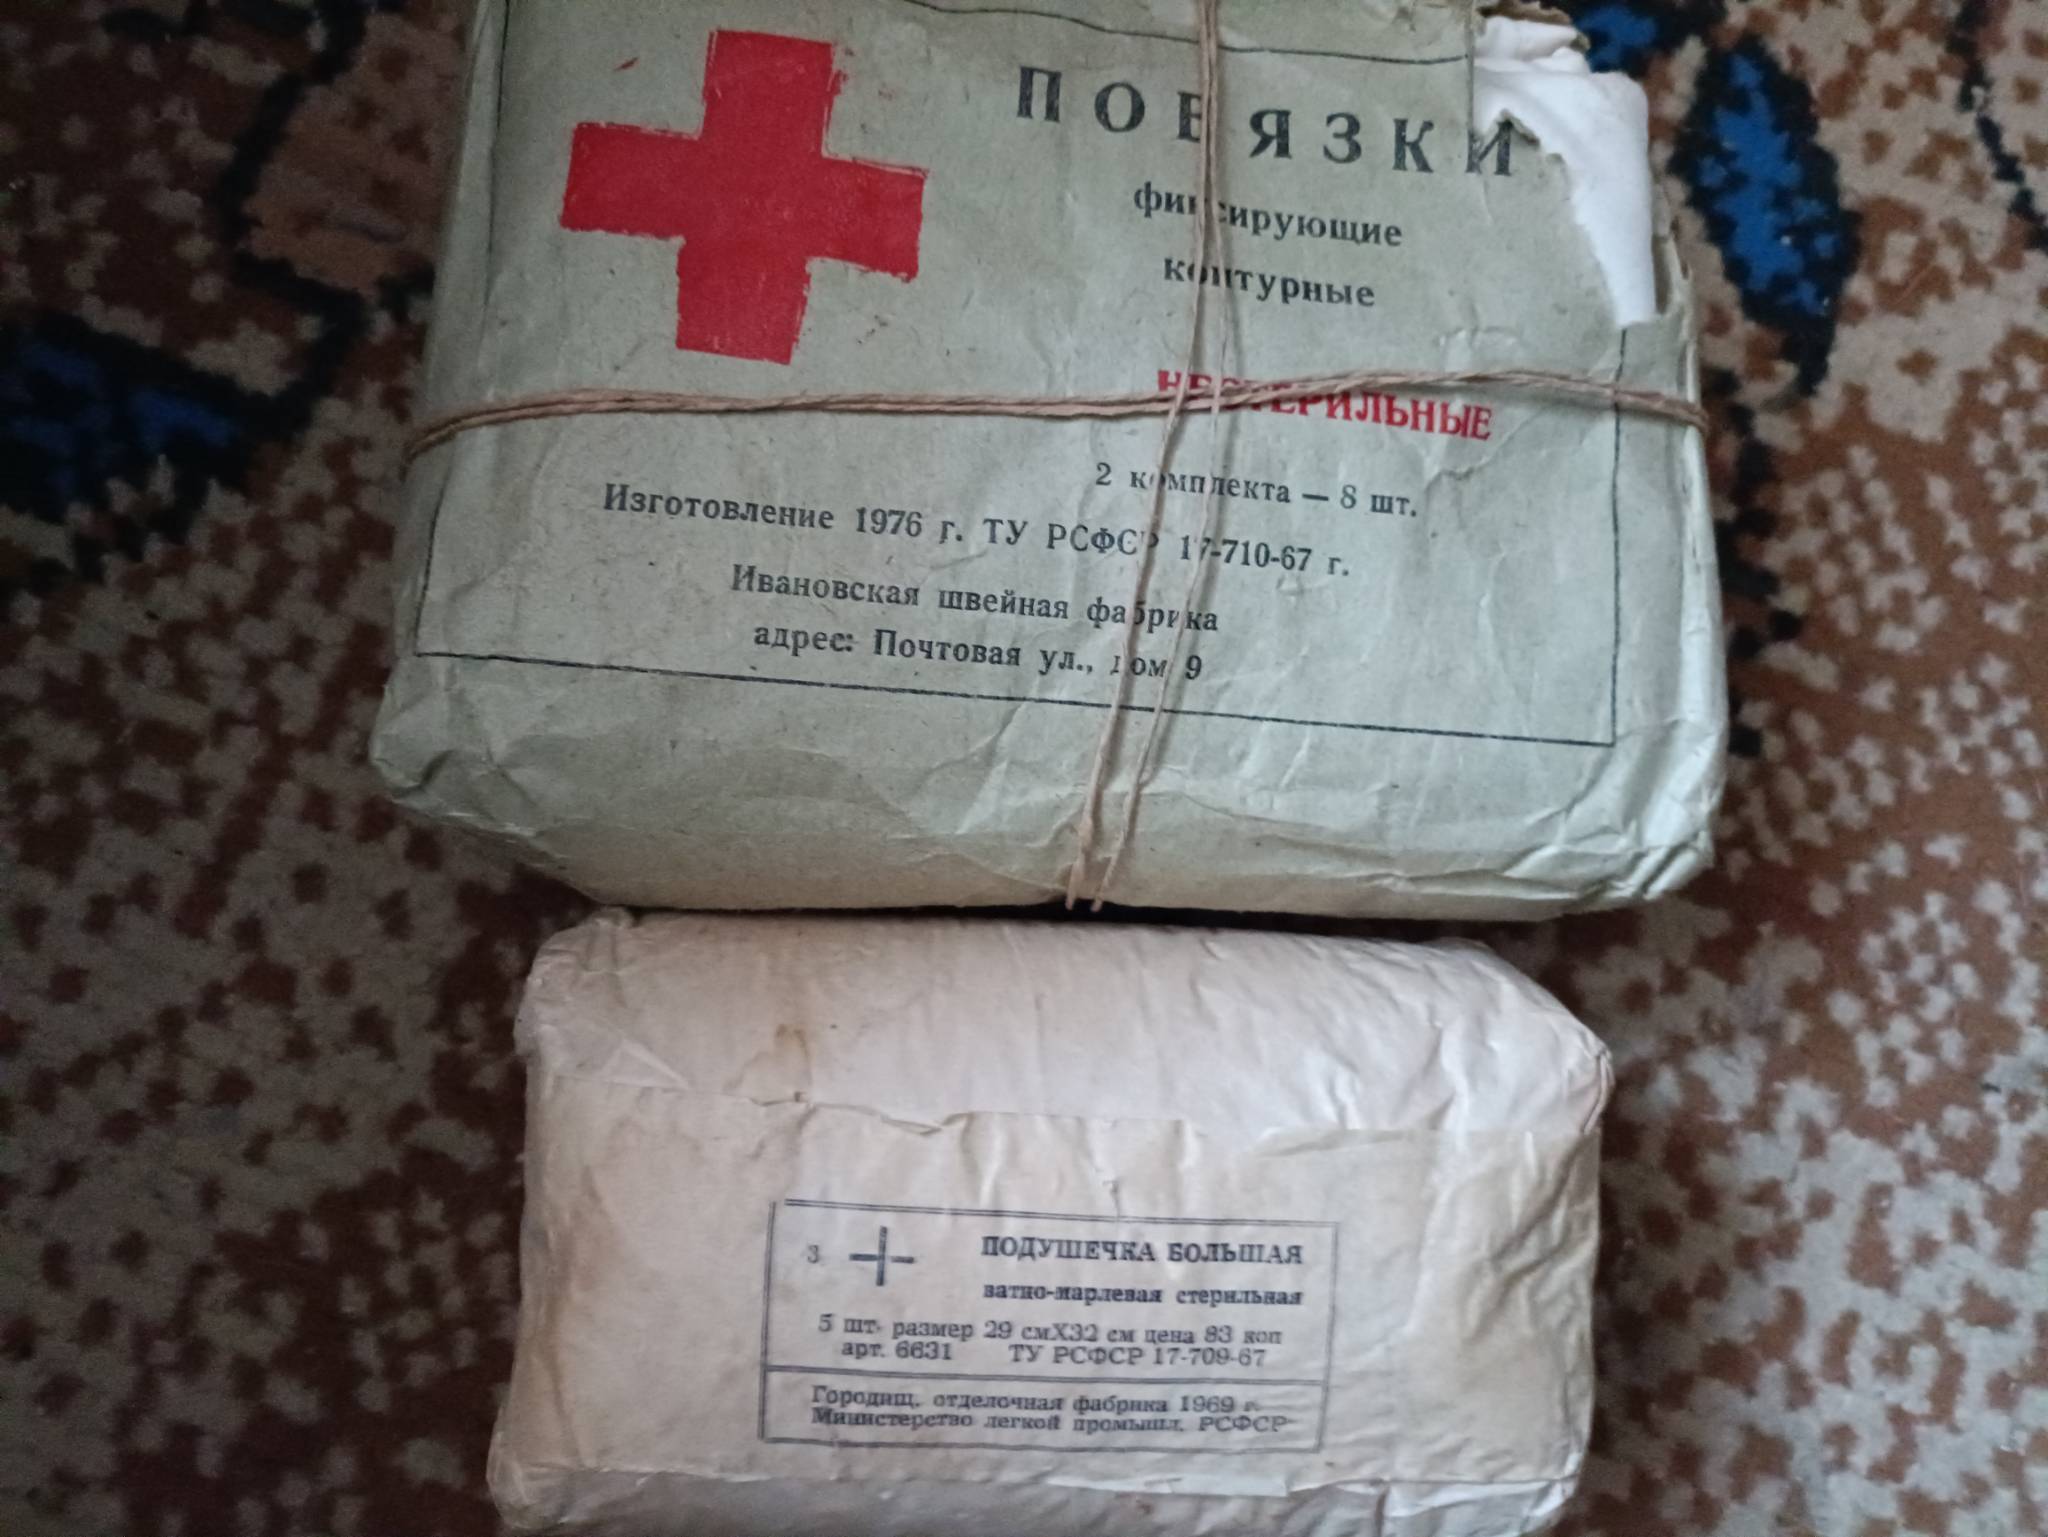 ПОВЯЗКИ
фиксирующие
контурные
НЕСТЕРИЛЬНЫЕ
2 комплекта — 8 шт.
Изготовление 1976 г. ТУ РСФСР 17-710-67 г.
Ивановская швейная фабрика
адрес: Почтовая ул., дом 9
3 ПОДУШЕЧКА БОЛЬШАЯ
ватно-марлевая стерильная
5 шт. размер 29 смХ32 см цена 83 коп
арт. 6631 ТУ РСФСР 17-709-67
Городищ. отделочная фабрика 1969 г.
Министерство легкой промышл. РСФСР